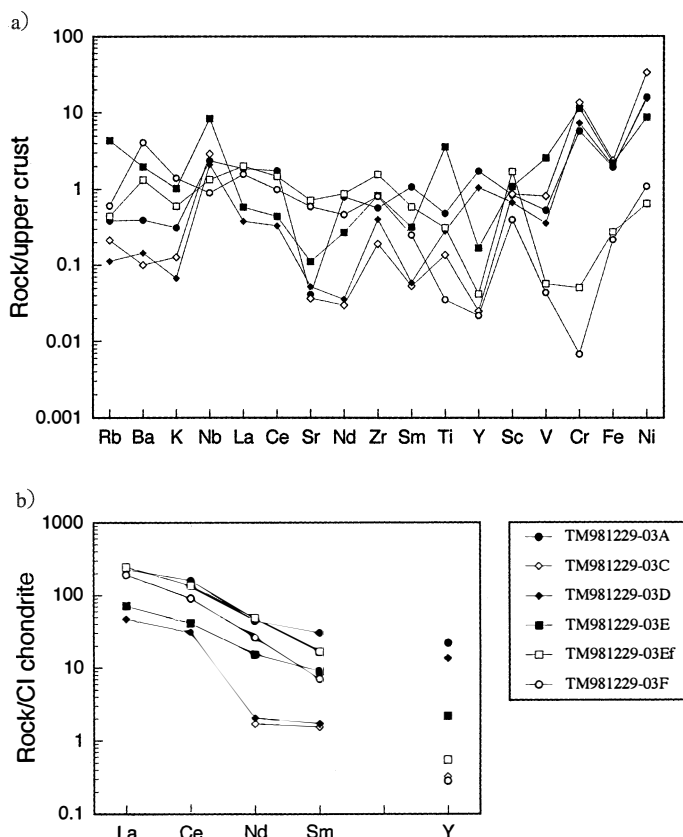 a)
100
10
1
0.1
0.01
0.001
Rock/upper crust
Rb Ba K Nb La Ce Sr Nd Zr Sm Ti Y Sc V Cr Fe Ni
b)
1000
100
10
1
0.1
Rock/CI chondrite
La Ce Nd Sm Y
TM981229-03A
TM981229-03C
TM981229-03D
TM981229-03E
TM981229-03Ef
TM981229-03F